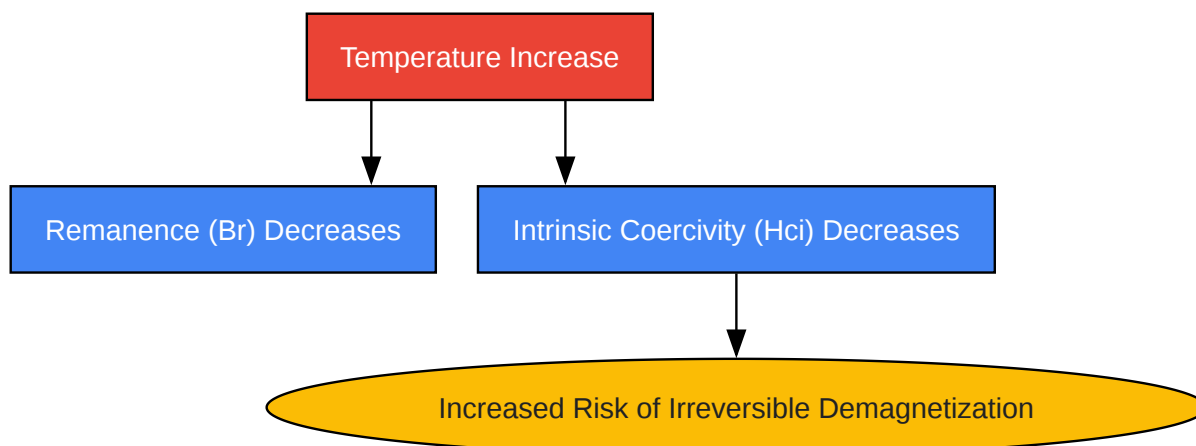 Temperature Increase
Remanence (Br) Decreases
Intrinsic Coercivity (Hci) Decreases
Increased Risk of Irreversible Demagnetization